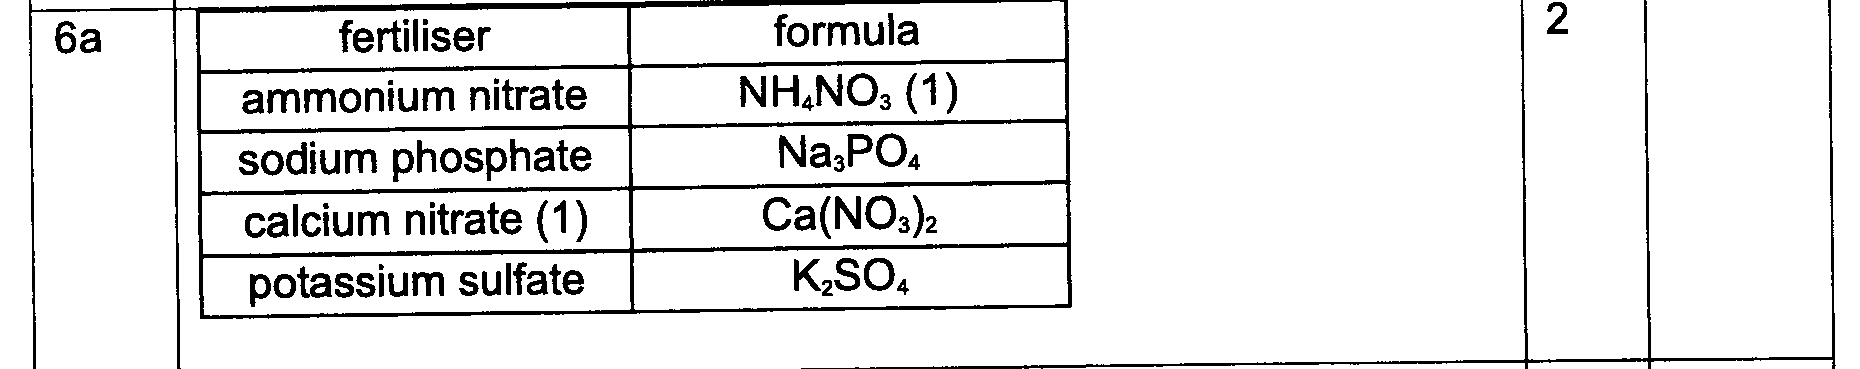 6a fertiliser formula 2
ammonium nitrate NH₄NO₃ (1)
sodium phosphate Na₃PO₄
calcium nitrate (1) Ca(NO₃)₂
potassium sulfate K₂SO₄